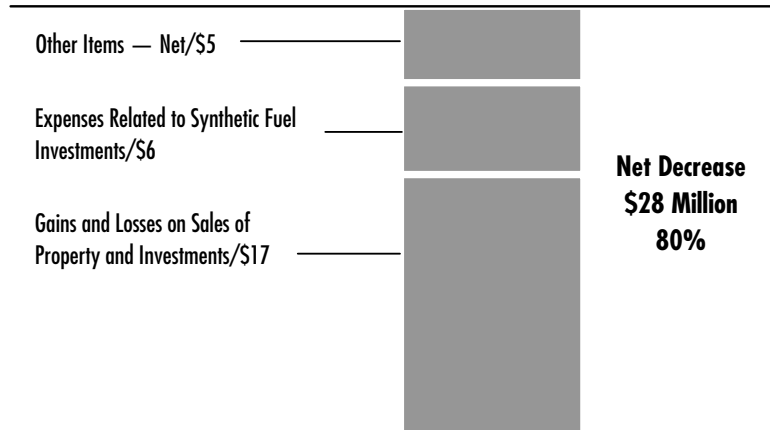 Other Items — Net/$5
Expenses Related to Synthetic Fuel
Investments/$6
Net Decrease
$28 Million
80%
Gains and Losses on Sales of
Property and Investments/$17